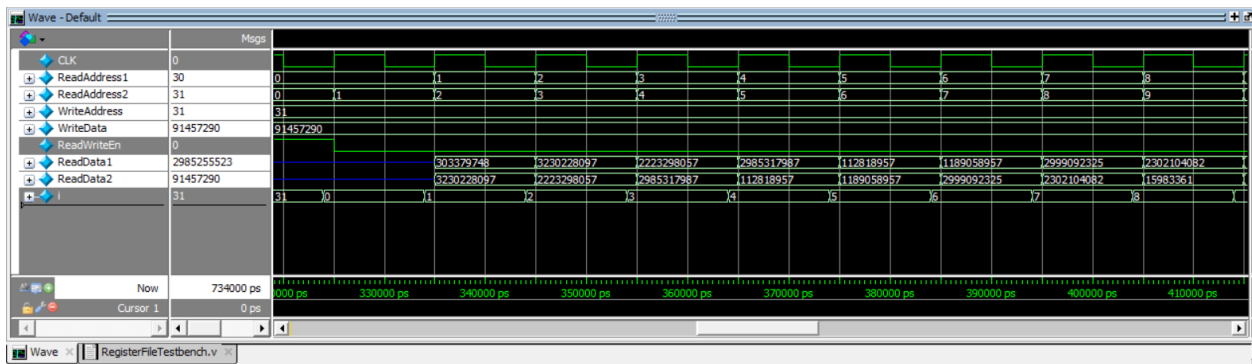 Wave - Default
Msgs
CLK 0
ReadAddress1 30 0 1 2 3 4 5 6 7 8
ReadAddress2 31 0 1 2 3 4 5 6 7 8 9
WriteAddress 31 31
WriteData 91457290 91457290
ReadWriteEn 0
ReadData1 2985255523 303379748 3230228097 2223298057 2985317987 112818957 1189058957 2999092325 2302104082
ReadData2 91457290 3230228097 2223298057 2985317987 112818957 1189058957 2999092325 2302104082 15983361
i 31 31 0 1 2 3 4 5 6 7 8
Now 734000 ps 0000 ps 330000 ps 340000 ps 350000 ps 360000 ps 370000 ps 380000 ps 390000 ps 400000 ps 410000 ps
Cursor 1 0 ps
Wave RegisterFileTestbench.v